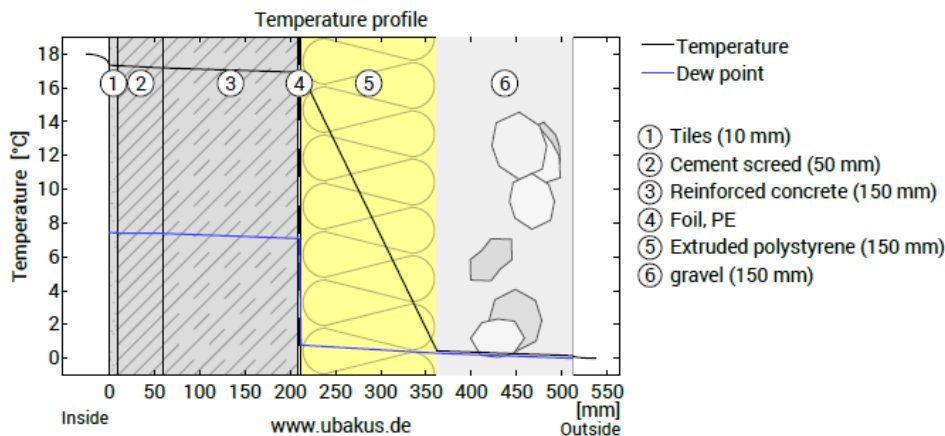 Temperature profile
Temperature [°C]
18
16
14
12
10
8
6
4
2
0
1 2 3 4 5 6
0 50 100 150 200 250 300 350 400 450 500 550
[mm]
Inside
www.ubakus.de
Outside
Temperature
Dew point
1 Tiles (10 mm)
2 Cement screed (50 mm)
3 Reinforced concrete (150 mm)
4 Foil, PE
5 Extruded polystyrene (150 mm)
6 gravel (150 mm)